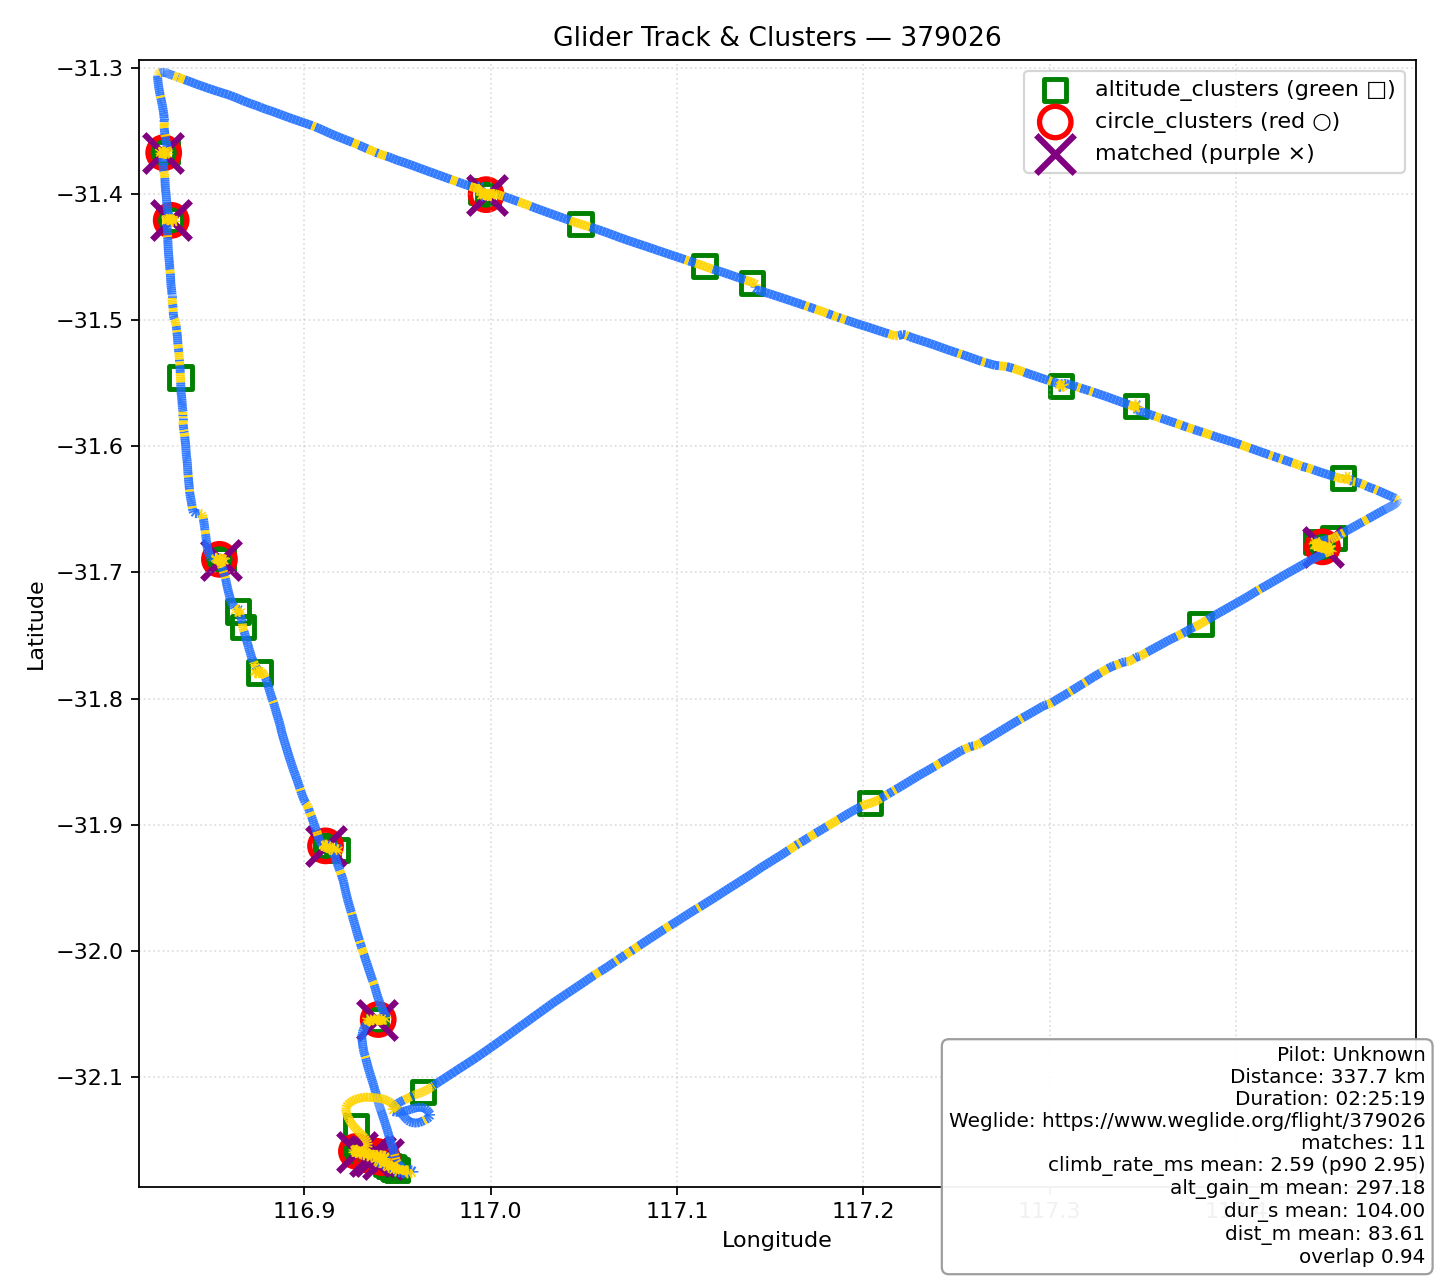 Glider Track & Clusters — 379026
altitude_clusters (green □)
circle_clusters (red ○)
matched (purple ×)
Latitude
−31.3
−31.4
−31.5
−31.6
−31.7
−31.8
−31.9
−32.0
−32.1
116.9
117.0
117.1
117.2
117.3
Longitude
Pilot: Unknown
Distance: 337.7 km
Duration: 02:25:19
Weglide: https://www.weglide.org/flight/379026
matches: 11
climb_rate_ms mean: 2.59 (p90 2.95)
alt_gain_m mean: 297.18
dur_s mean: 104.00
dist_m mean: 83.61
overlap 0.94